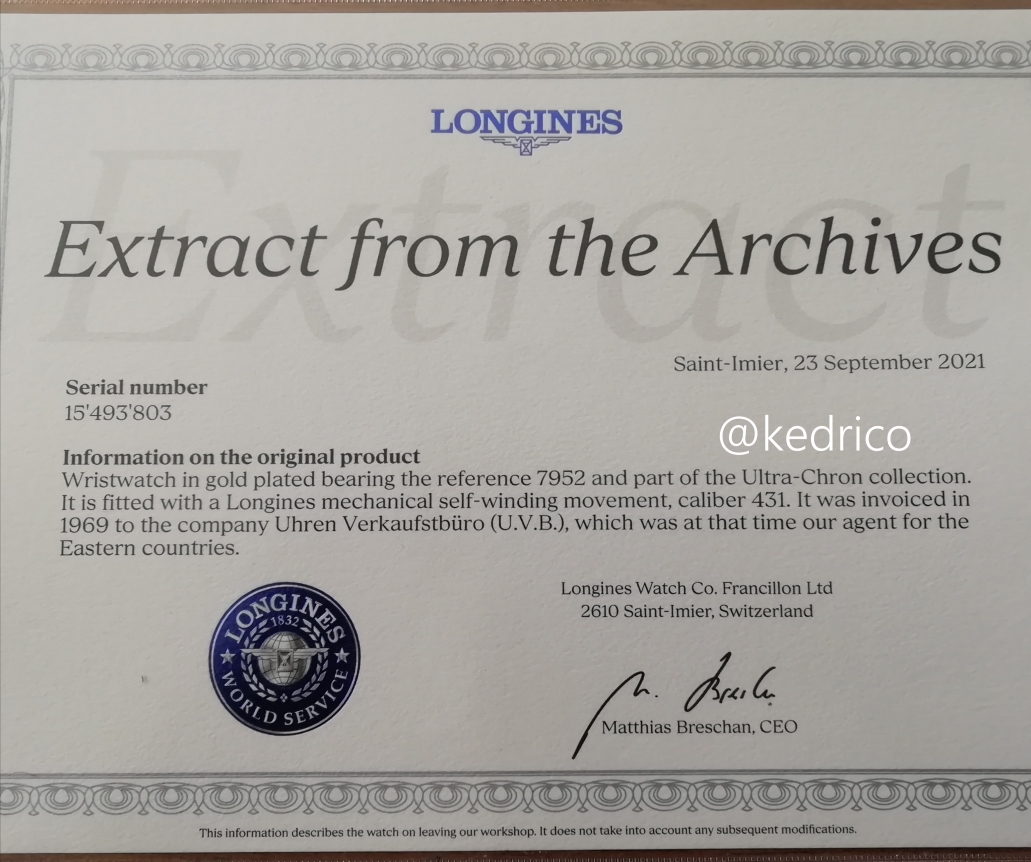 LONGINES
Extract
Extract from the Archives
Saint-Imier, 23 September 2021
Serial number
15'493'803
@kedrico
Information on the original product
Wristwatch in gold plated bearing the reference 7952 and part of the Ultra-Chron collection.
It is fitted with a Longines mechanical self-winding movement, caliber 431. It was invoiced in
1969 to the company Uhren Verkaufstbüro (U.V.B.), which was at that time our agent for the
Eastern countries.
Longines Watch Co. Francillon Ltd
2610 Saint-Imier, Switzerland
LONGINES
1832
WORLD SERVICE
M. Breschan
Matthias Breschan, CEO
This information describes the watch on leaving our workshop. It does not take into account any subsequent modifications.